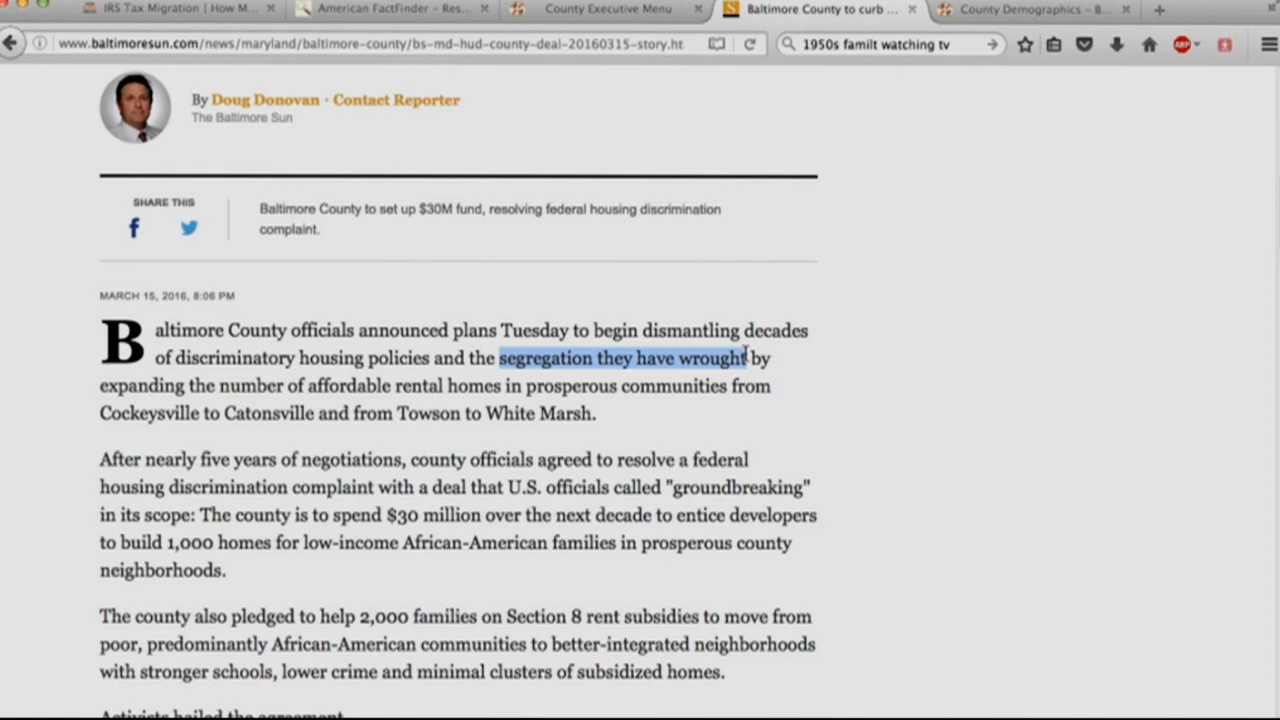 IRS Tax Migration | How M...
American FactFinder - Res...
County Executive Menu
Baltimore County to curb ...
County Demographics - B...
www.baltimoresun.com/news/maryland/baltimore-county/bs-md-hud-county-deal-20160315-story.ht
1950s familt watching tv
ABP
By Doug Donovan · Contact Reporter
The Baltimore Sun
SHARE THIS
Baltimore County to set up $30M fund, resolving federal housing discrimination
complaint.
MARCH 15, 2016, 8:06 PM
Baltimore County officials announced plans Tuesday to begin dismantling decades
of discriminatory housing policies and the segregation they have wrought by
expanding the number of affordable rental homes in prosperous communities from
Cockeysville to Catonsville and from Towson to White Marsh.
After nearly five years of negotiations, county officials agreed to resolve a federal
housing discrimination complaint with a deal that U.S. officials called "groundbreaking"
in its scope: The county is to spend $30 million over the next decade to entice developers
to build 1,000 homes for low-income African-American families in prosperous county
neighborhoods.
The county also pledged to help 2,000 families on Section 8 rent subsidies to move from
poor, predominantly African-American communities to better-integrated neighborhoods
with stronger schools, lower crime and minimal clusters of subsidized homes.
Activists hailed the agreement